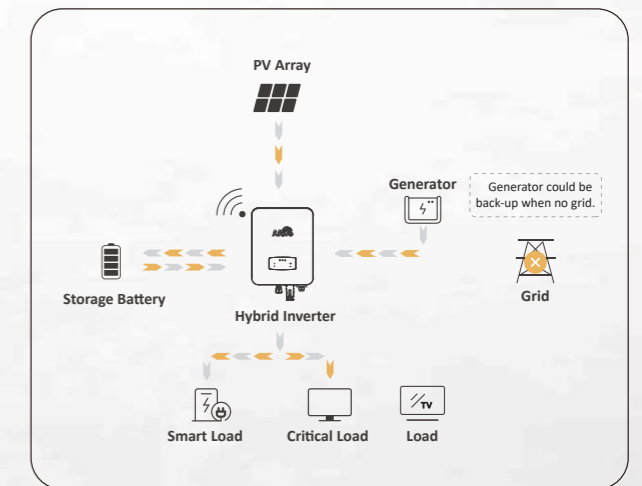 PV Array
Generator
Generator could be
back-up when no grid.
Storage Battery
Hybrid Inverter
Grid
TV
Smart Load
Critical Load
Load